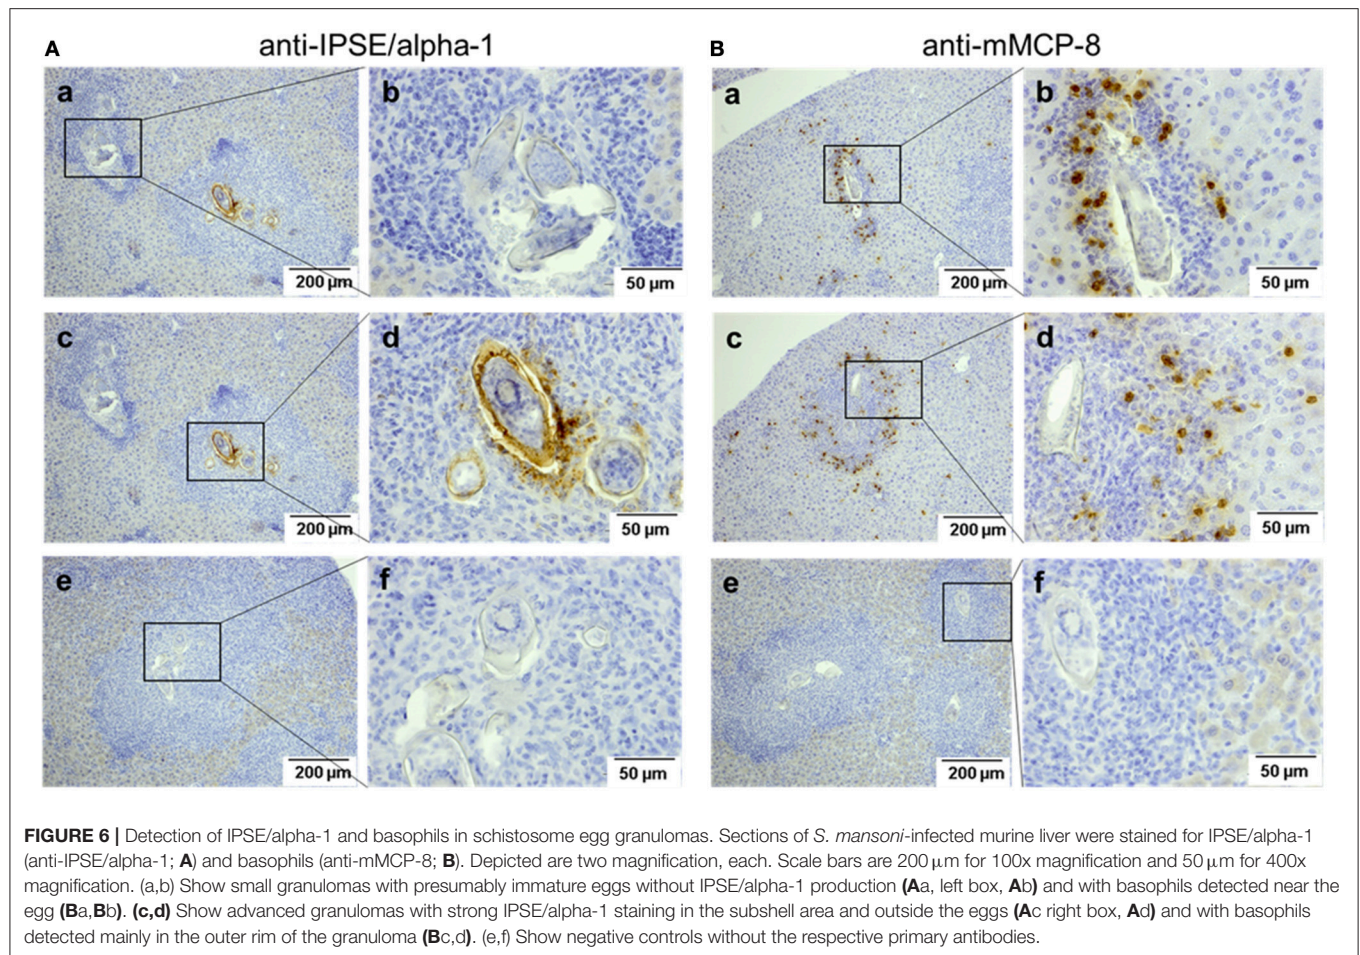 A anti-IPSE/alpha-1 B anti-mMCP-8
a b a b
200 µm 50 µm 200 µm 50 µm
c d c d
200 µm 50 µm 200 µm 50 µm
e f e f
200 µm 50 µm 200 µm 50 µm
FIGURE 6 | Detection of IPSE/alpha-1 and basophils in schistosome egg granulomas. Sections of S. mansoni-infected murine liver were stained for IPSE/alpha-1
(anti-IPSE/alpha-1; A) and basophils (anti-mMCP-8; B). Depicted are two magnification, each. Scale bars are 200 µm for 100x magnification and 50 µm for 400x
magnification. (a,b) Show small granulomas with presumably immature eggs without IPSE/alpha-1 production (Aa, left box, Ab) and with basophils detected near the
egg (Ba,Bb). (c,d) Show advanced granulomas with strong IPSE/alpha-1 staining in the subshell area and outside the eggs (Ac right box, Ad) and with basophils
detected mainly in the outer rim of the granuloma (Bc,d). (e,f) Show negative controls without the respective primary antibodies.